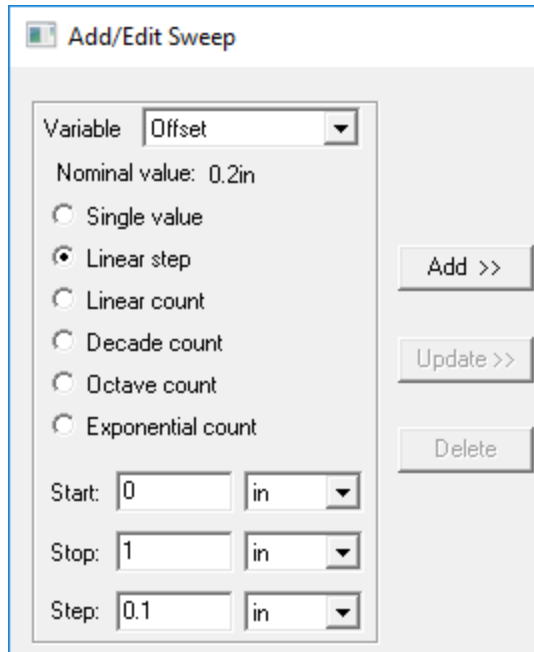 Add/Edit Sweep
Variable Offset
Nominal value: 0.2in
Single value
Linear step
Linear count
Decade count
Octave count
Exponential count
Start: 0 in
Stop: 1 in
Step: 0.1 in
Add >>
Update >>
Delete